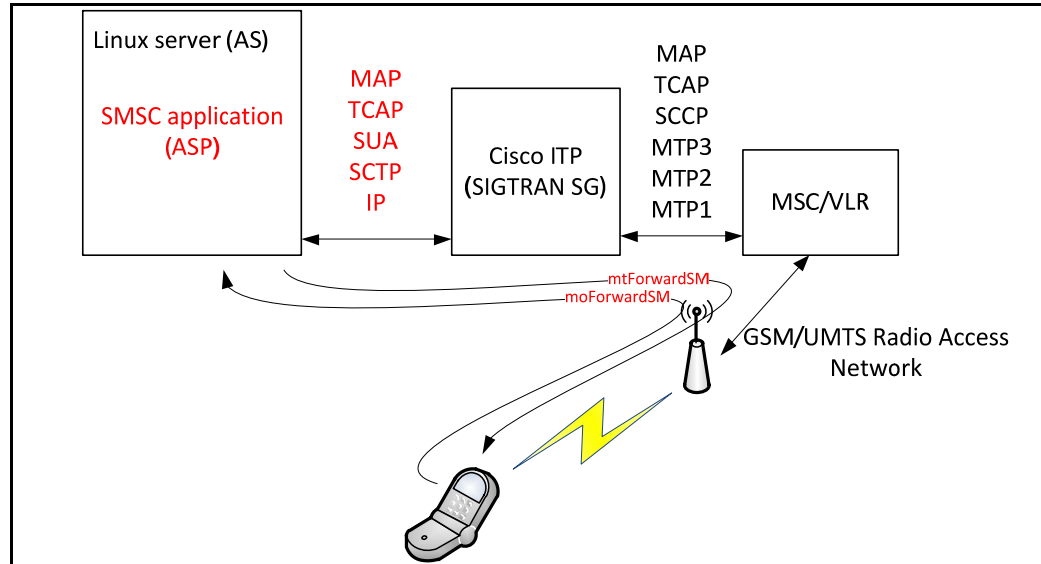 Linux server (AS)
SMSC application
(ASP)
MAP
TCAP
SUA
SCTP
IP
Cisco ITP
(SIGTRAN SG)
MAP
TCAP
SCCP
MTP3
MTP2
MTP1
MSC/VLR
mtForwardSM
moForwardSM
GSM/UMTS Radio Access
Network